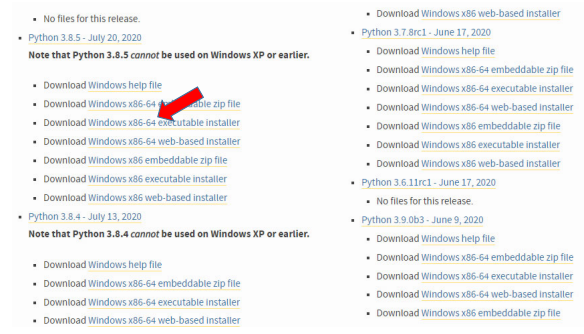 No files for this release.
Python 3.8.5 - July 20, 2020
Note that Python 3.8.5 cannot be used on Windows XP or earlier.
Download Windows help file
Download Windows x86-64 embeddable zip file
Download Windows x86-64 executable installer
Download Windows x86-64 web-based installer
Download Windows x86 embeddable zip file
Download Windows x86 executable installer
Download Windows x86 web-based installer
Python 3.8.4 - July 13, 2020
Note that Python 3.8.4 cannot be used on Windows XP or earlier.
Download Windows help file
Download Windows x86-64 embeddable zip file
Download Windows x86-64 executable installer
Download Windows x86-64 web-based installer
Download Windows x86 web-based installer
Python 3.7.8rc1 - June 17, 2020
Download Windows help file
Download Windows x86-64 embeddable zip file
Download Windows x86-64 executable installer
Download Windows x86-64 web-based installer
Download Windows x86 embeddable zip file
Download Windows x86 executable installer
Download Windows x86 web-based installer
Python 3.6.11rc1 - June 17, 2020
No files for this release.
Python 3.9.0b3 - June 9, 2020
Download Windows help file
Download Windows x86-64 embeddable zip file
Download Windows x86-64 executable installer
Download Windows x86-64 web-based installer
Download Windows x86 embeddable zip file